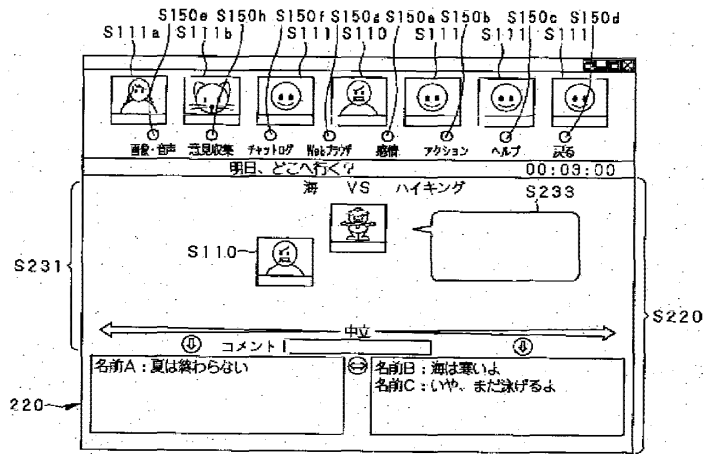 S150e S150h S150f S150g S150a S150b S150c S150d
S111a S111b S111 S110 S111 S111 S111
画像・音声 意見収集 チャットログ Webブラウザ 感情 アクション ヘルプ 戻る
明日、どこへ行く? 00:03:00
海 VS ハイキング S233
S110
S231
S220
中立
コメント
名前A:夏は終わらない
名前B:海は寒いよ
名前C:いや、まだ泳げるよ
220